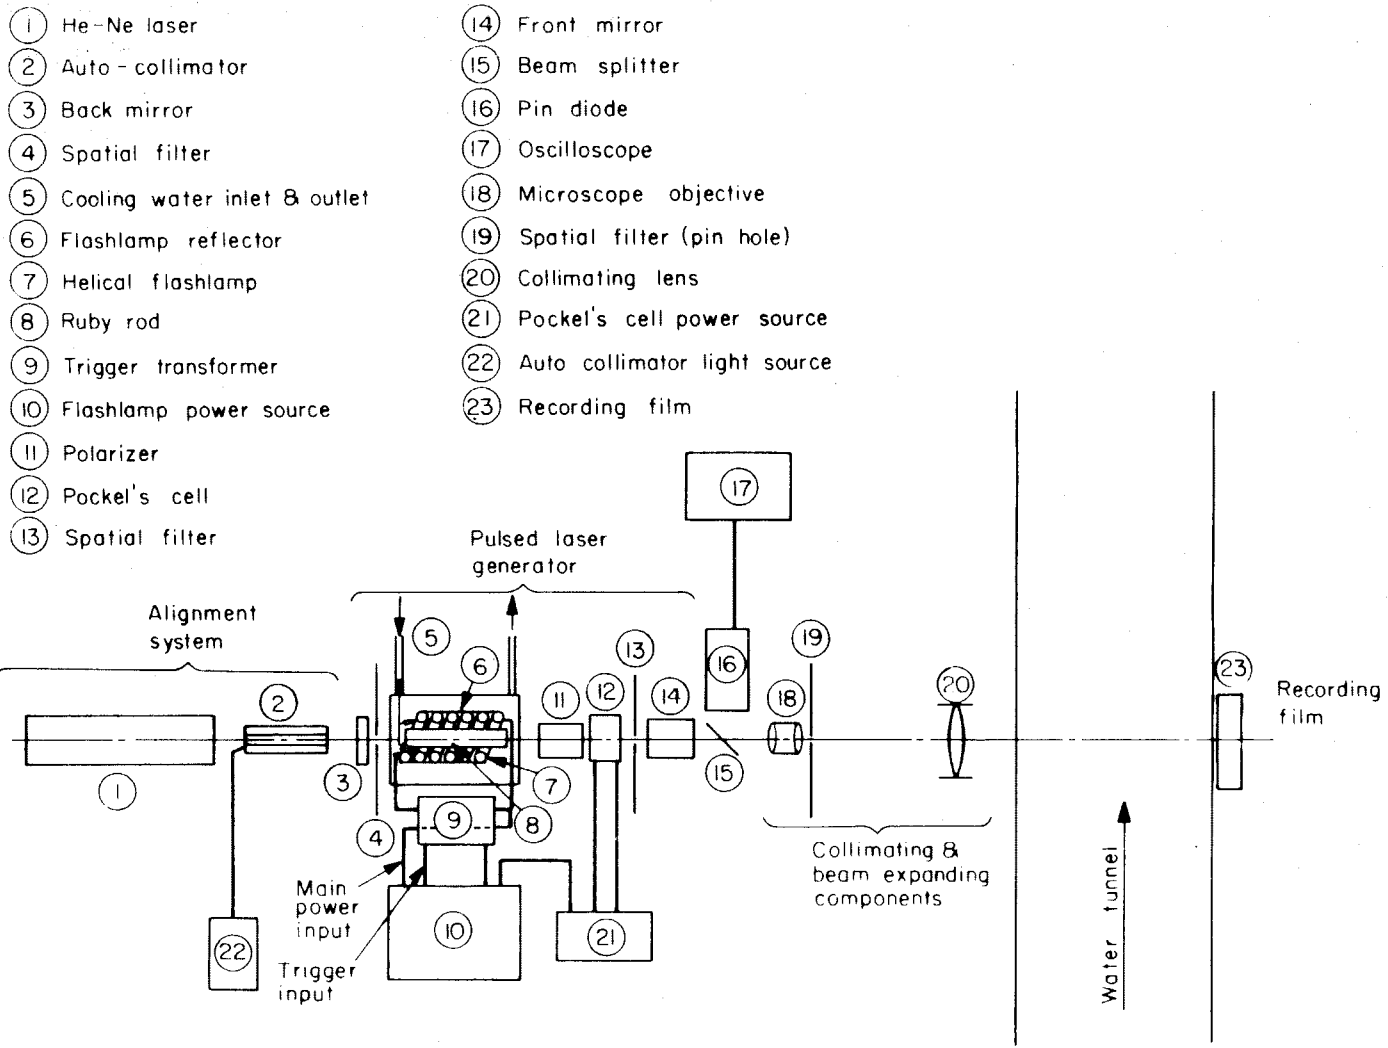 1 He-Ne laser
2 Auto-collimator
3 Back mirror
4 Spatial filter
5 Cooling water inlet & outlet
6 Flashlamp reflector
7 Helical flashlamp
8 Ruby rod
9 Trigger transformer
10 Flashlamp power source
11 Polarizer
12 Pockel's cell
13 Spatial filter
14 Front mirror
15 Beam splitter
16 Pin diode
17 Oscilloscope
18 Microscope objective
19 Spatial filter (pin hole)
20 Collimating lens
21 Pockel's cell power source
22 Auto collimator light source
23 Recording film
Alignment
system
Pulsed laser
generator
17
5
6
13
16
19
2
11
12
14
18
20
23
Recording
film
1
3
4
7
8
9
15
Main
power
input
Trigger
input
10
21
22
Collimating &
beam expanding
components
Water tunnel